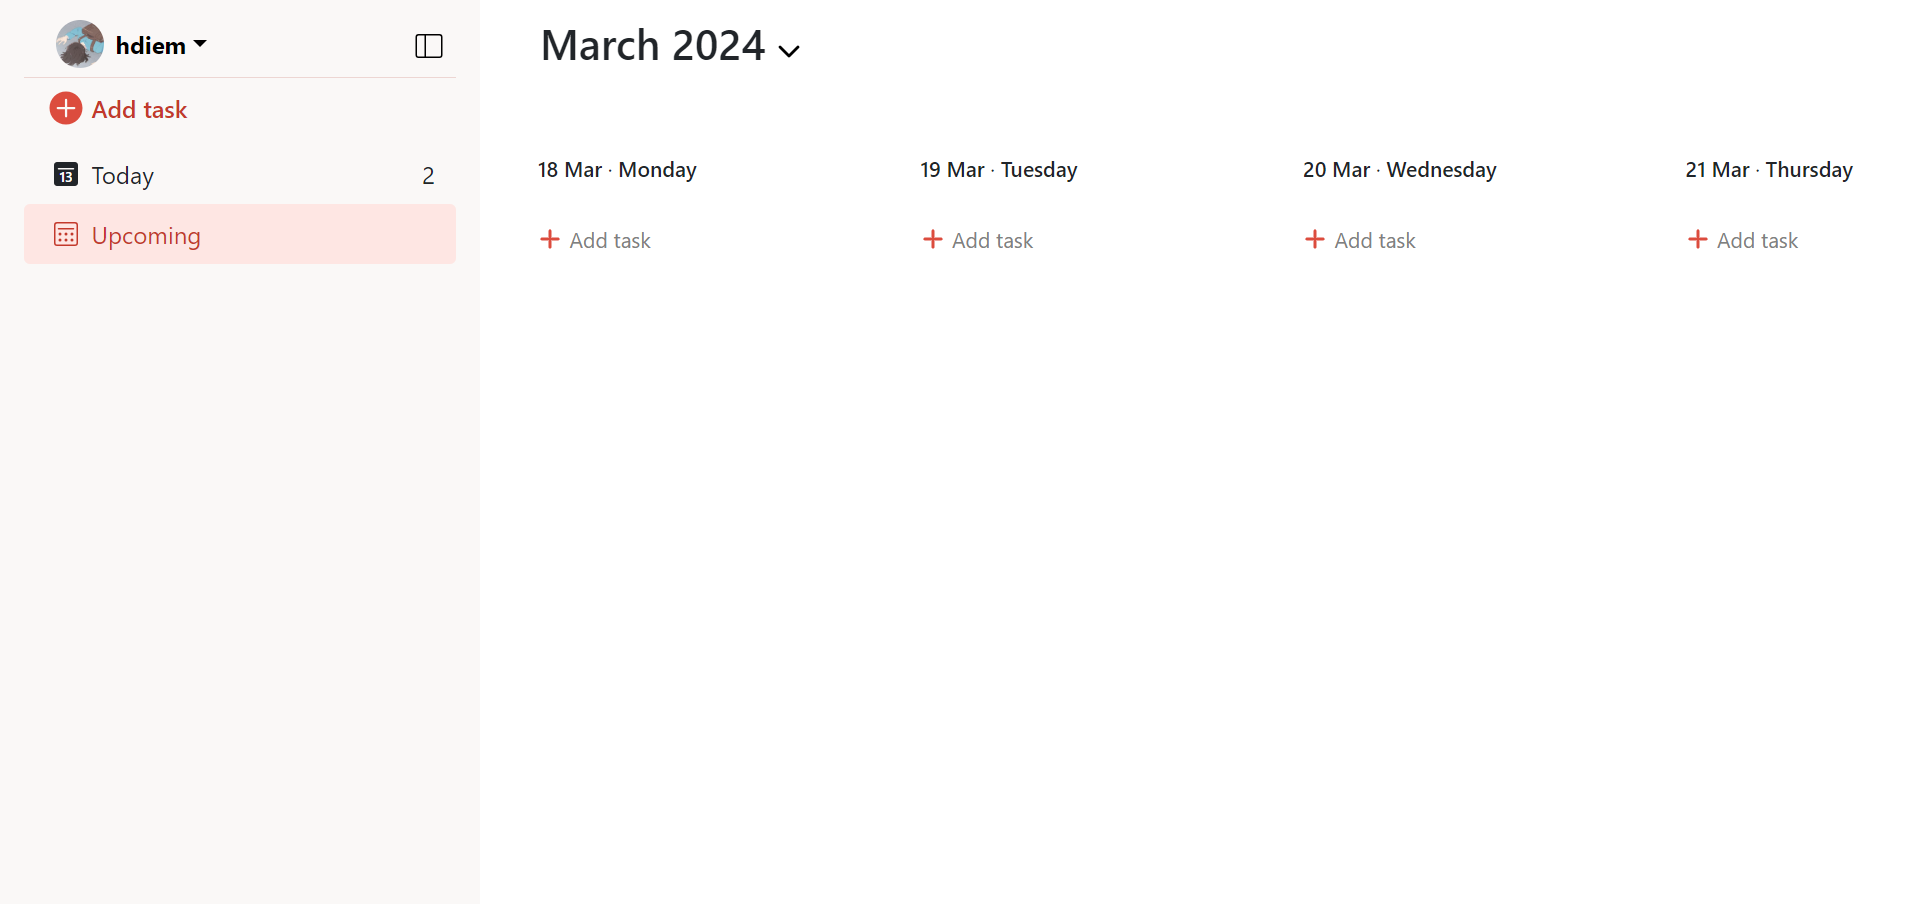 hdiem
Add task
13
Today 2
Upcoming
March 2024
18 Mar · Monday
Add task
19 Mar · Tuesday
Add task
20 Mar · Wednesday
Add task
21 Mar · Thursday
Add task